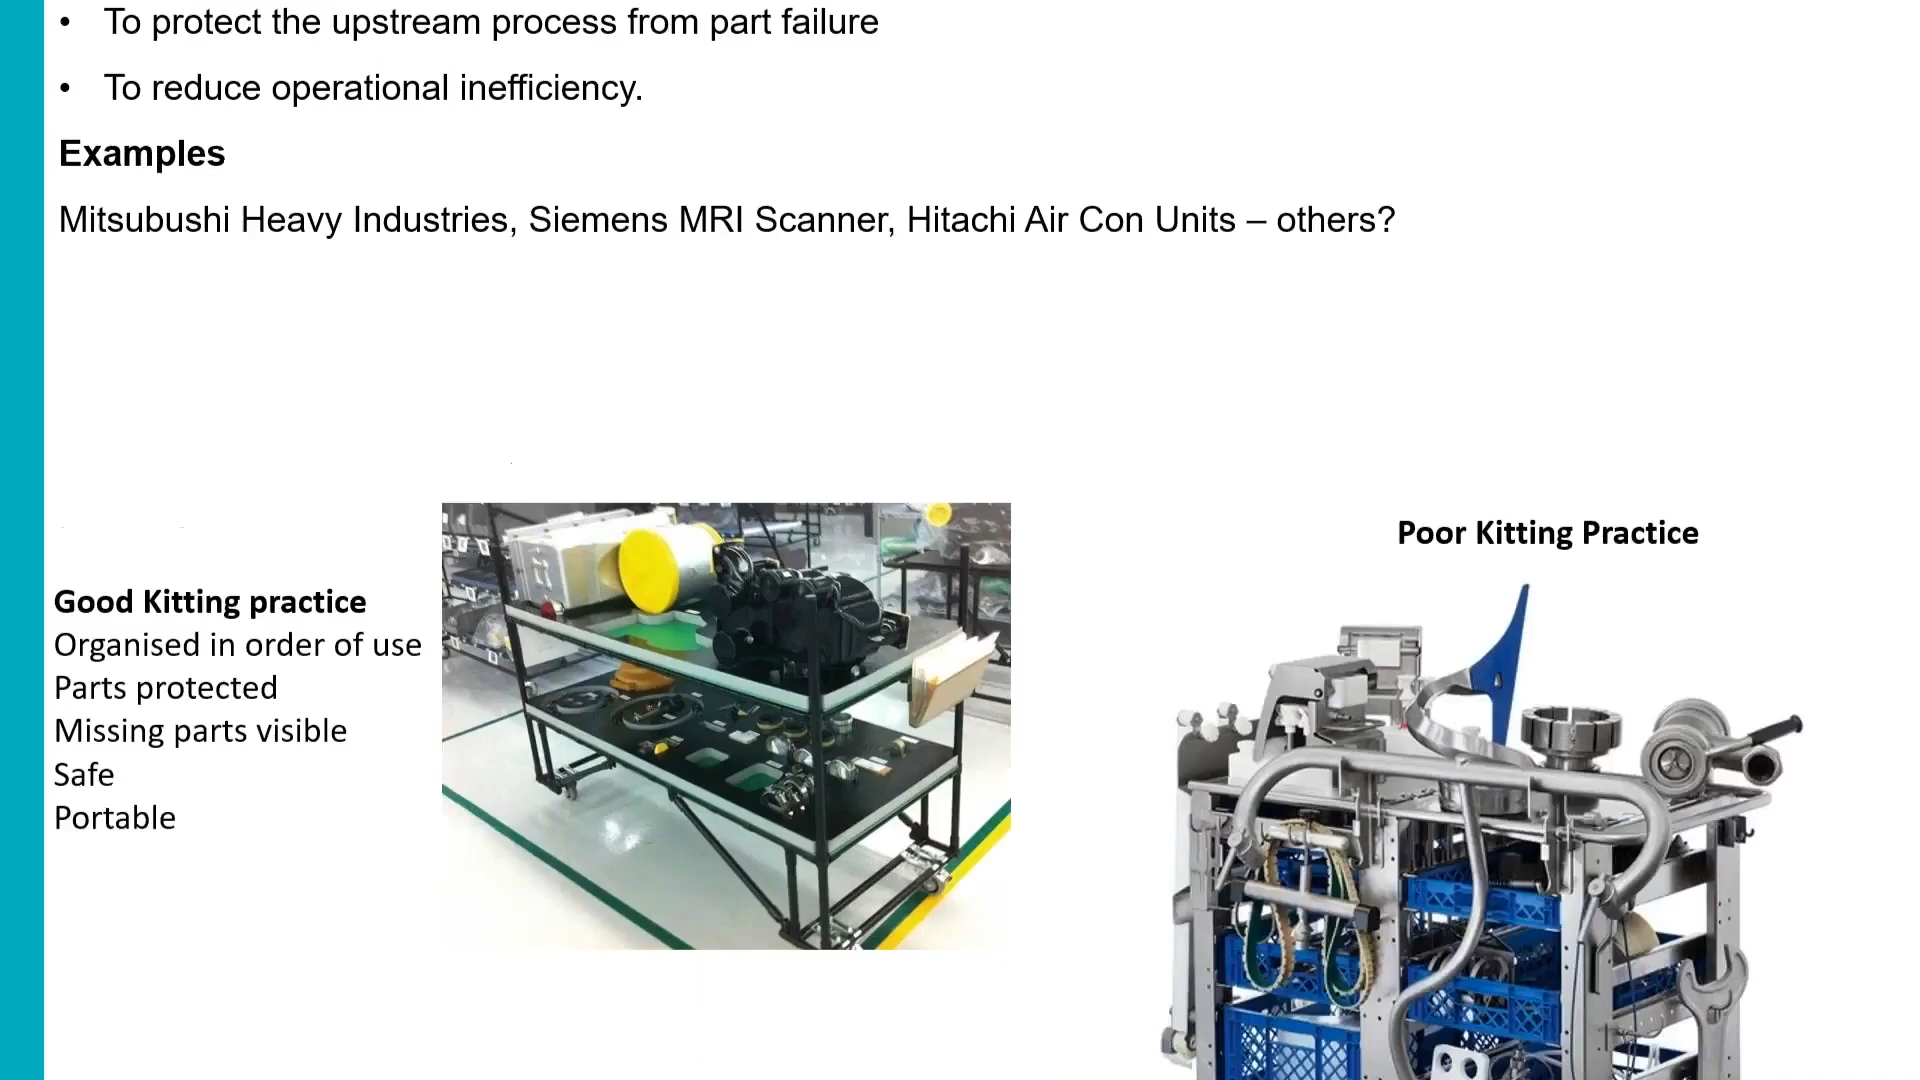 • To protect the upstream process from part failure
• To reduce operational inefficiency.
Examples
Mitsubushi Heavy Industries, Siemens MRI Scanner, Hitachi Air Con Units – others?
Poor Kitting Practice
Good Kitting practice
Organised in order of use
Parts protected
Missing parts visible
Safe
Portable